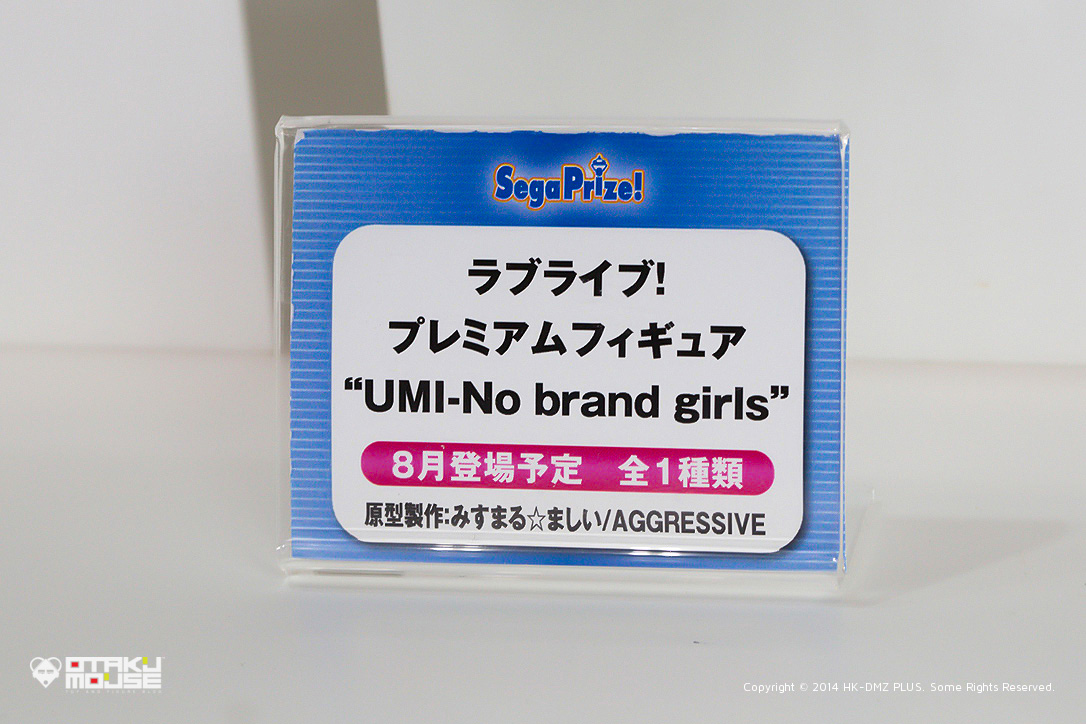 SegaPrize!
ラブライブ!
プレミアムフィギュア
“UMI-No brand girls”
8月登場予定 全1種類
原型製作:みすまる☆ましい/AGGRESSIVE
OTAKU
MOUSE
Copyright © 2014 HK-DMZ PLUS. Some Rights Reserved.